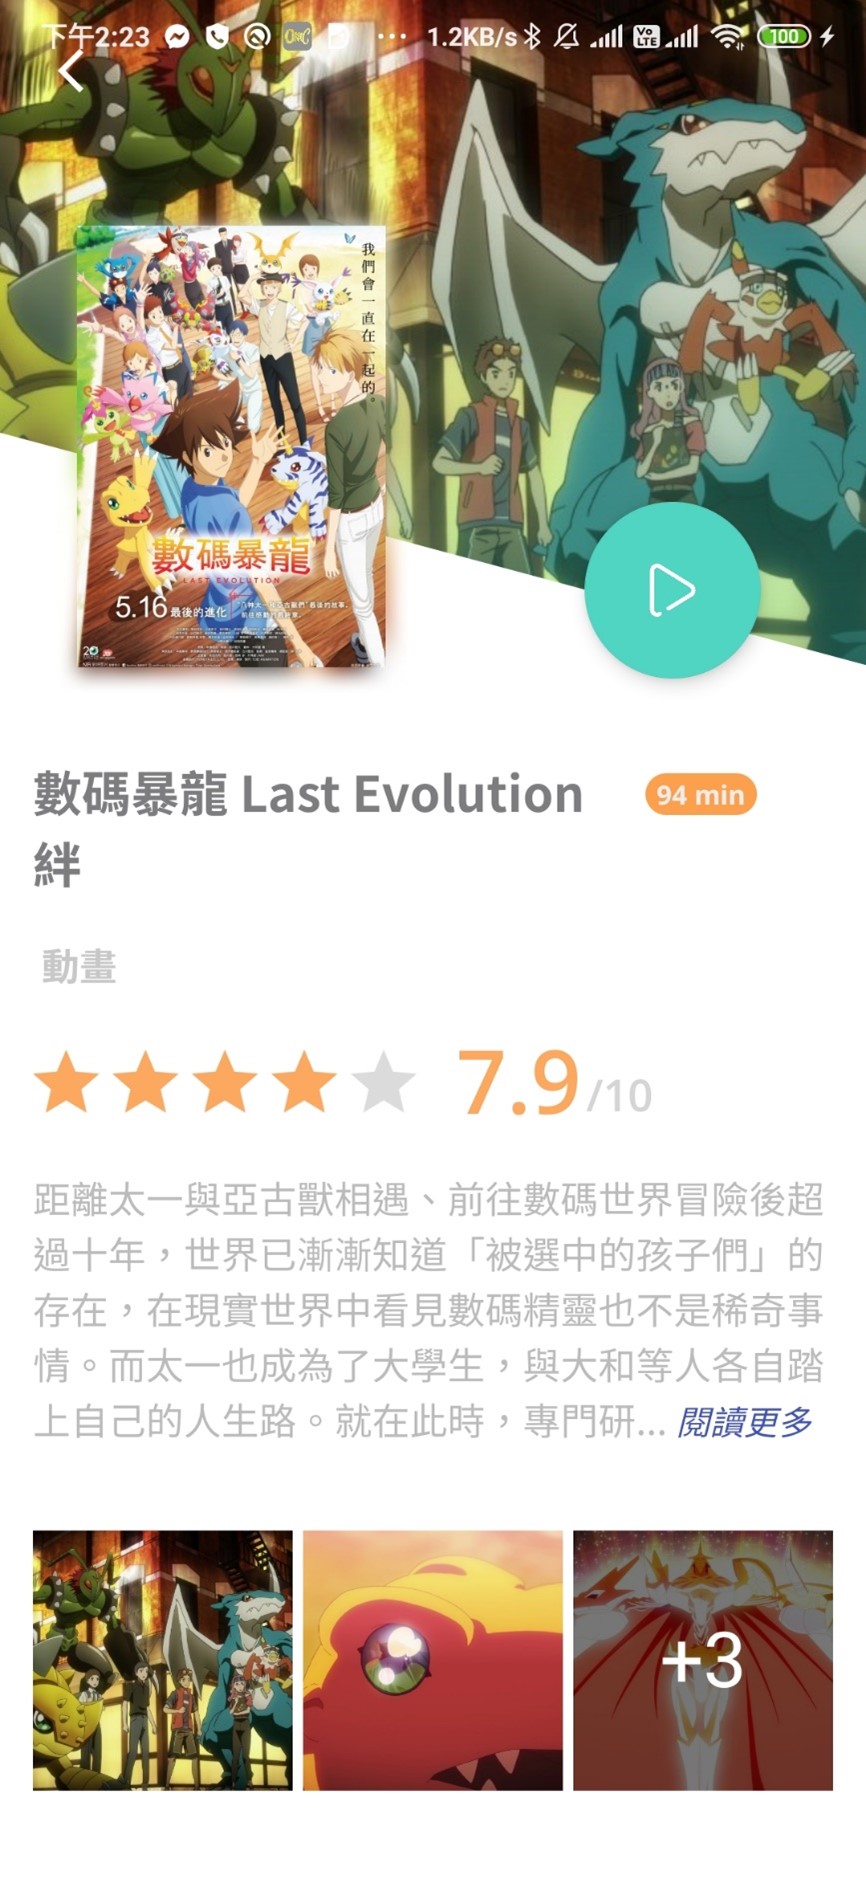 下午2:23
1.2KB/s
Vo
LTE
100
我們會一直在一起的。
數碼暴龍
LAST EVOLUTION
5.16 最後的進化
20
數碼暴龍 Last Evolution
絆
94 min
動畫
7.9/10
距離太一與亞古獸相遇、前往數碼世界冒險後超
過十年，世界已漸漸知道「被選中的孩子們」的
存在，在現實世界中看見數碼精靈也不是稀奇事
情。而太一也成為了大學生，與大和等人各自踏
上自己的人生路。就在此時，專門研... 閱讀更多
+3